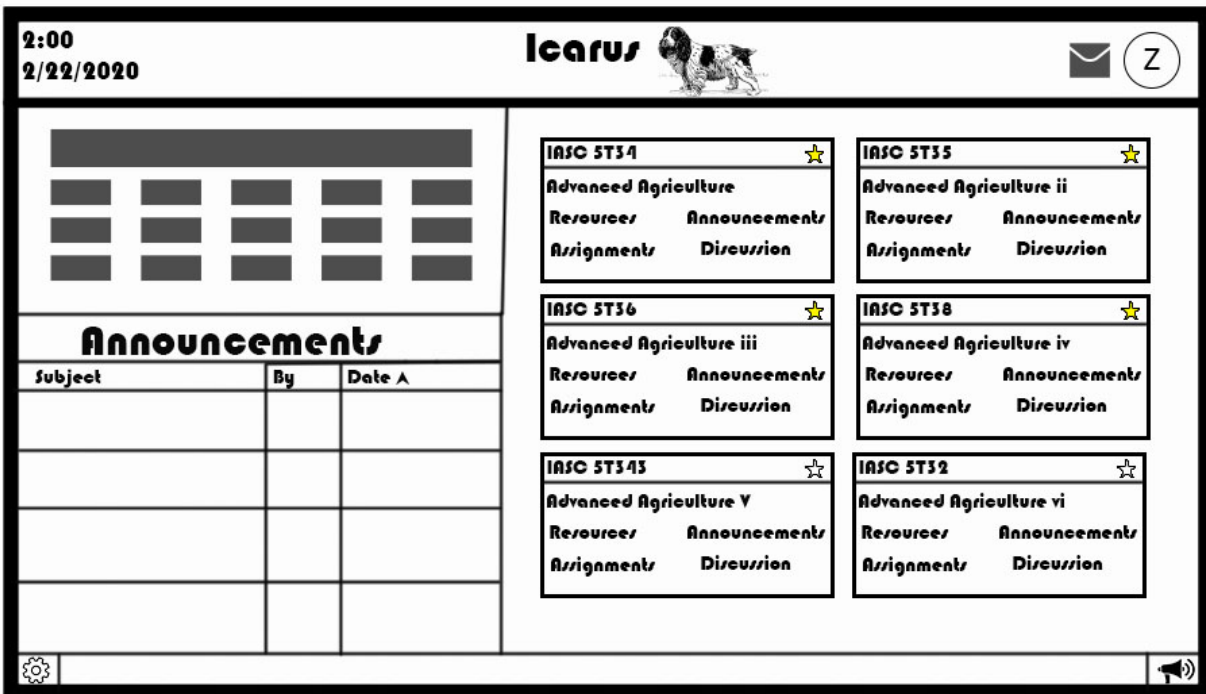 2:00
2/22/2020
Icarus
Z
IASC 5T34
Advanced Agriculture
Resources Announcements
Assignments Discussion
IASC 5T35
Advanced Agriculture ii
Resources Announcements
Assignments Discussion
IASC 5T36
Advanced Agriculture iii
Resources Announcements
Assignments Discussion
IASC 5T38
Advanced Agriculture iv
Resources Announcements
Assignments Discussion
IASC 5T343
Advanced Agriculture V
Resources Announcements
Assignments Discussion
IASC 5T32
Advanced Agriculture vi
Resources Announcements
Assignments Discussion
Announcements
Subject By Date